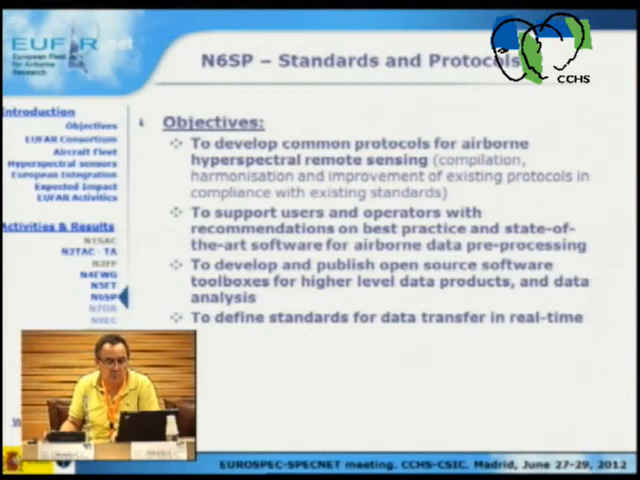 EUFAR.net
European Fleet
for Airborne
Research
N6SP – Standards and Protocols
CCHS
Introduction
Objectives
EUFAR Consortium
Aircraft Fleet
Hyperspectral sensors
European Integration
Expected Impact
EUFAR Activities
Activities & Results
N1SAC
N2TAC - TA
N3FF
N4EWG
N5ET
N6SP
N7DB
N8EC
Objectives:
To develop common protocols for airborne
hyperspectral remote sensing (compilation,
harmonisation and improvement of existing protocols in
compliance with existing standards)
To support users and operators with
recommendations on best practice and state-of-
the-art software for airborne data pre-processing
To develop and publish open source software
toolboxes for higher level data products, and data
analysis
To define standards for data transfer in real-time
EUROSPEC-SPECNET meeting. CCHS-CSIC. Madrid, June 27-29, 2012